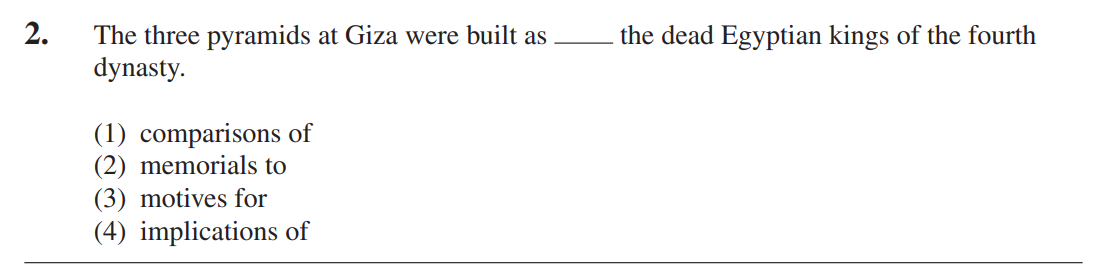 2. The three pyramids at Giza were built as ____ the dead Egyptian kings of the fourth
dynasty.
(1) comparisons of
(2) memorials to
(3) motives for
(4) implications of